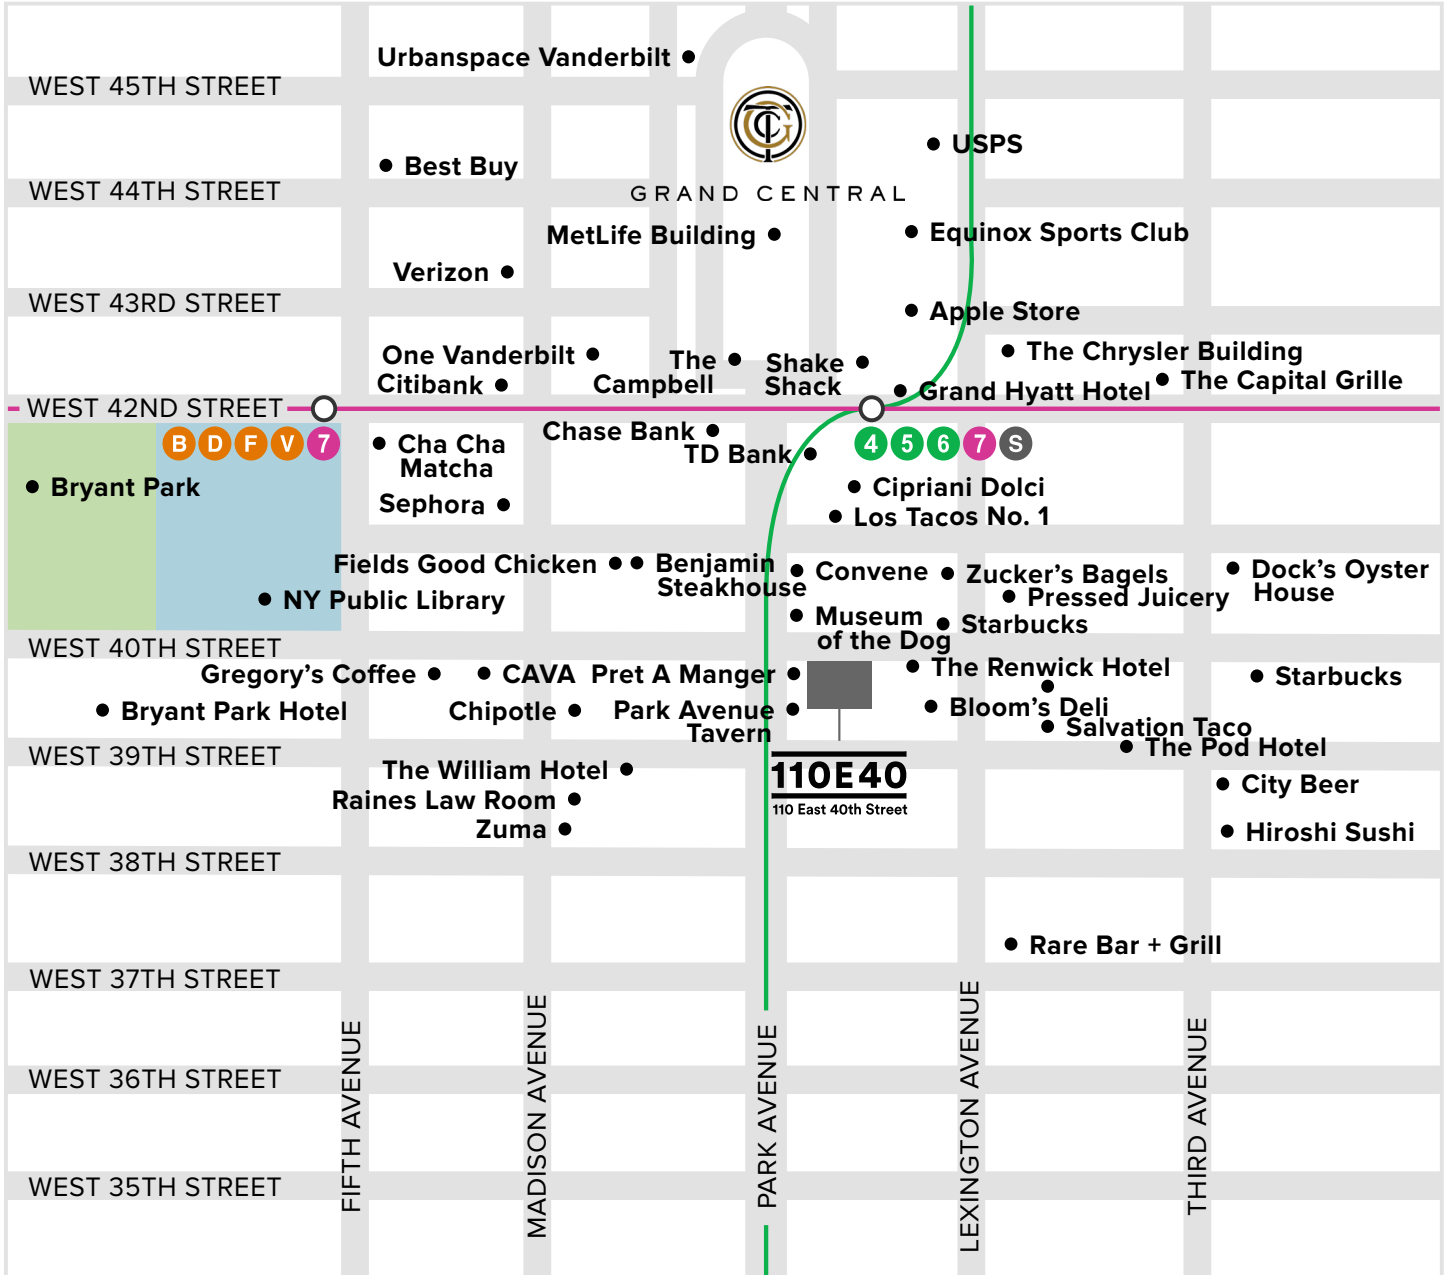 Urbanspace Vanderbilt
WEST 45TH STREET
USPS
Best Buy
WEST 44TH STREET
GRAND CENTRAL
MetLife Building
Equinox Sports Club
Verizon
WEST 43RD STREET
Apple Store
One Vanderbilt
The
Campbell
Shake
Shack
The Chrysler Building
Citibank
Grand Hyatt Hotel
The Capital Grille
WEST 42ND STREET
B D F V 7
Cha Cha
Matcha
Chase Bank
TD Bank
4 5 6 7 S
Bryant Park
Sephora
Cipriani Dolci
Los Tacos No. 1
Fields Good Chicken
Benjamin
Steakhouse
Convene
Zucker's Bagels
Dock's Oyster
House
NY Public Library
Pressed Juicery
Museum
of the Dog
Starbucks
WEST 40TH STREET
Gregory's Coffee
CAVA
Pret A Manger
The Renwick Hotel
Starbucks
Bryant Park Hotel
Chipotle
Park Avenue
Tavern
Bloom's Deli
Salvation Taco
WEST 39TH STREET
The Pod Hotel
The William Hotel
110E40
110 East 40th Street
City Beer
Raines Law Room
Zuma
Hiroshi Sushi
WEST 38TH STREET
Rare Bar + Grill
WEST 37TH STREET
WEST 36TH STREET
WEST 35TH STREET
FIFTH AVENUE
MADISON AVENUE
PARK AVENUE
LEXINGTON AVENUE
THIRD AVENUE